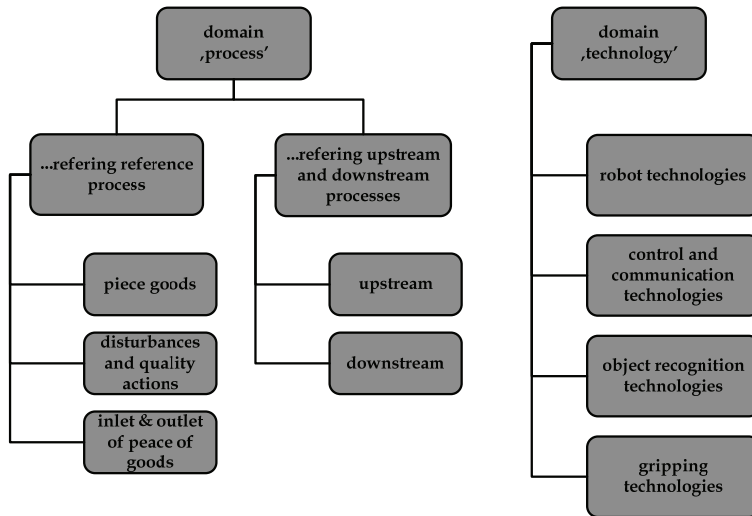 domain
‚process’
...refering reference
process
piece goods
disturbances
and quality
actions
inlet & outlet
of peace of
goods
...refering upstream
and downstream
processes
upstream
downstream
domain
‚technology’
robot technologies
control and
communication
technologies
object recognition
technologies
gripping
technologies